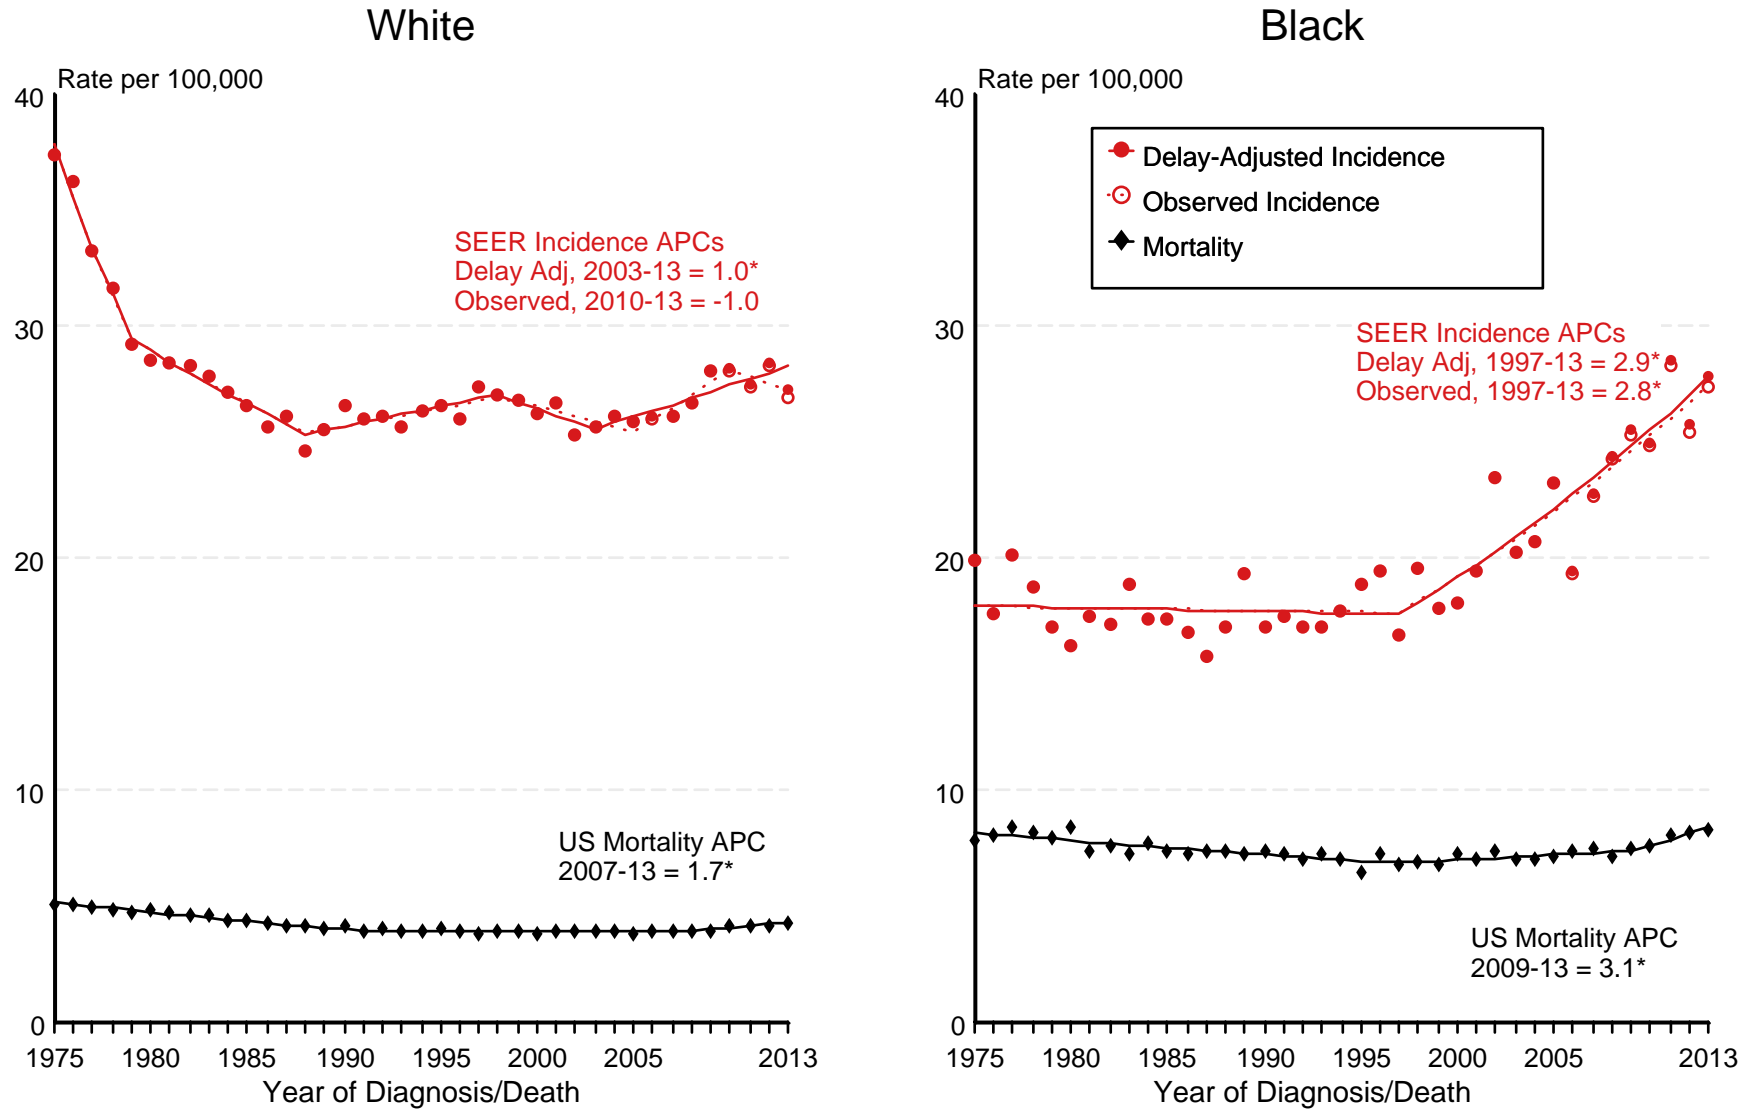 White
Rate per 100,000
40
30
20
10
0
SEER Incidence APCs
Delay Adj, 2003-13 = 1.0*
Observed, 2010-13 = -1.0
US Mortality APC
2007-13 = 1.7*
1975 1980 1985 1990 1995 2000 2005 2013
Year of Diagnosis/Death
Black
Rate per 100,000
40
30
20
10
0
Delay-Adjusted Incidence
Observed Incidence
Mortality
SEER Incidence APCs
Delay Adj, 1997-13 = 2.9*
Observed, 1997-13 = 2.8*
US Mortality APC
2009-13 = 3.1*
1975 1980 1985 1990 1995 2000 2005 2013
Year of Diagnosis/Death